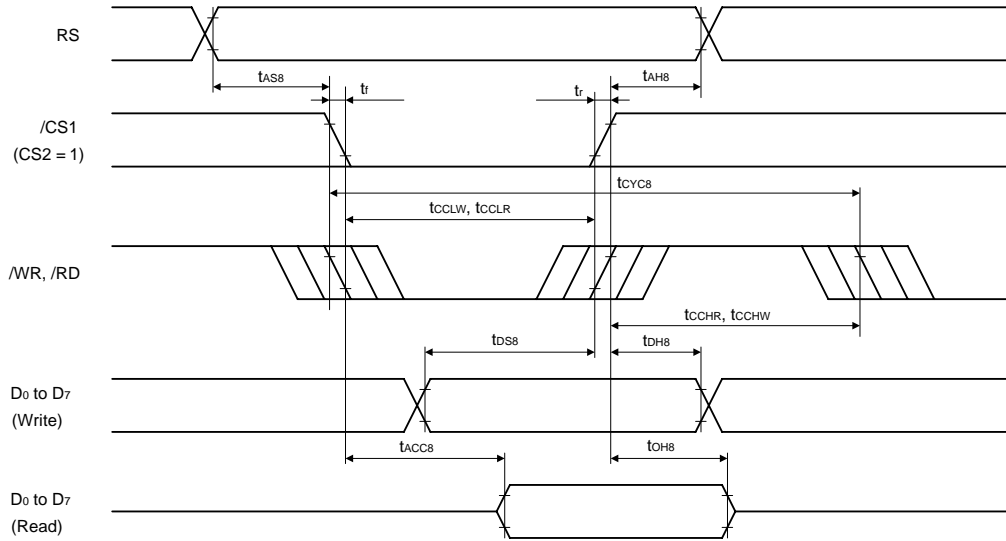 RS
tAS8
tf
tr
tAH8
/CS1
(CS2 = 1)
tCYC8
tCCLW, tCCLR
/WR, /RD
tCCHR, tCCHW
tDS8
tDH8
D0 to D7
(Write)
tACC8
tOH8
D0 to D7
(Read)